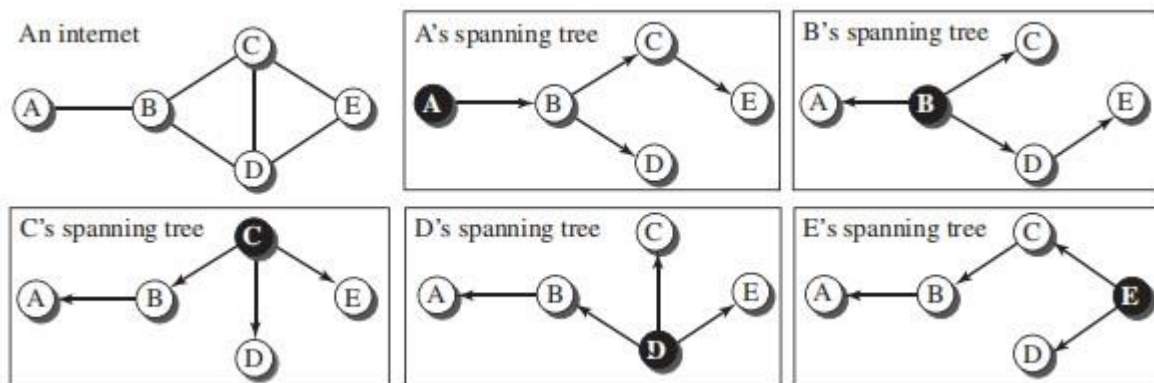 An internet
C
A
B
E
D
A's spanning tree
C
A
B
E
D
B's spanning tree
C
A
B
E
D
C's spanning tree
C
A
B
E
D
D's spanning tree
C
A
B
E
D
E's spanning tree
C
A
B
E
D